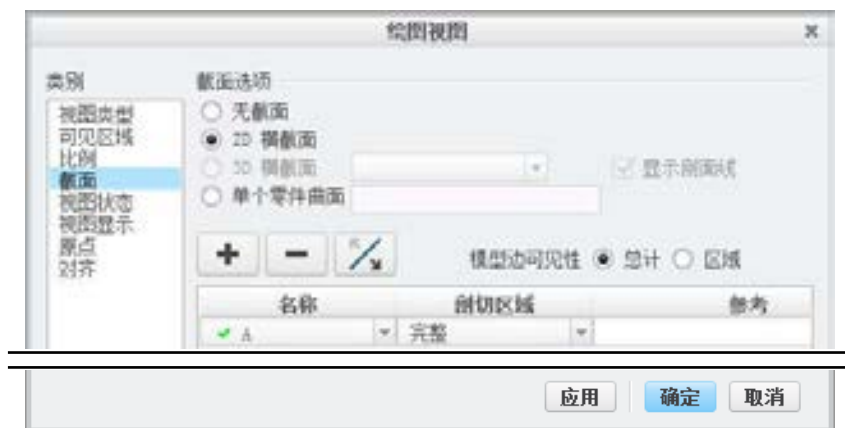 绘图视图
类别
视图类型
可见区域
比例
截面
视图状态
视图显示
原点
对齐
截面选项
无截面
2D 横截面
3D 横截面
显示剖面线
单个零件曲面
模型边可见性 总计 区域
名称 剖切区域 参考
A 完整
应用 确定 取消